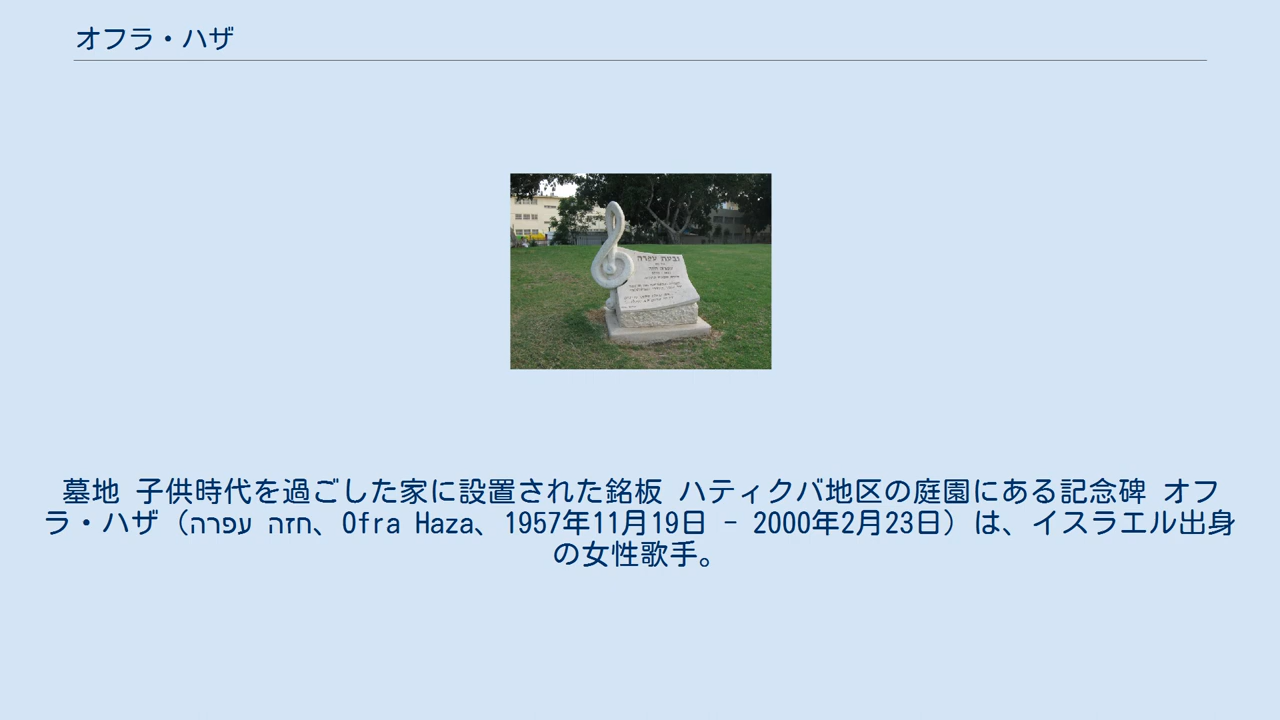 オフラ・ハザ
גבעת עפרה
墓地 子供時代を過ごした家に設置された銘板 ハティクバ地区の庭園にある記念碑 オフ
ラ・ハザ（עפרה חזה、Ofra Haza、1957年11月19日 - 2000年2月23日）は、イスラエル出身
の女性歌手。